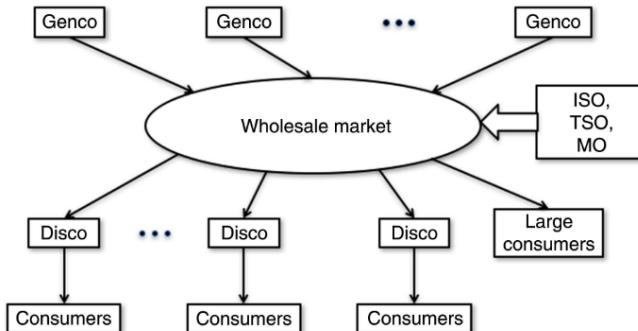 Genco
Genco
Genco
ISO,
TSO,
MO
Wholesale market
Disco
Disco
Disco
Large
consumers
Consumers
Consumers
Consumers